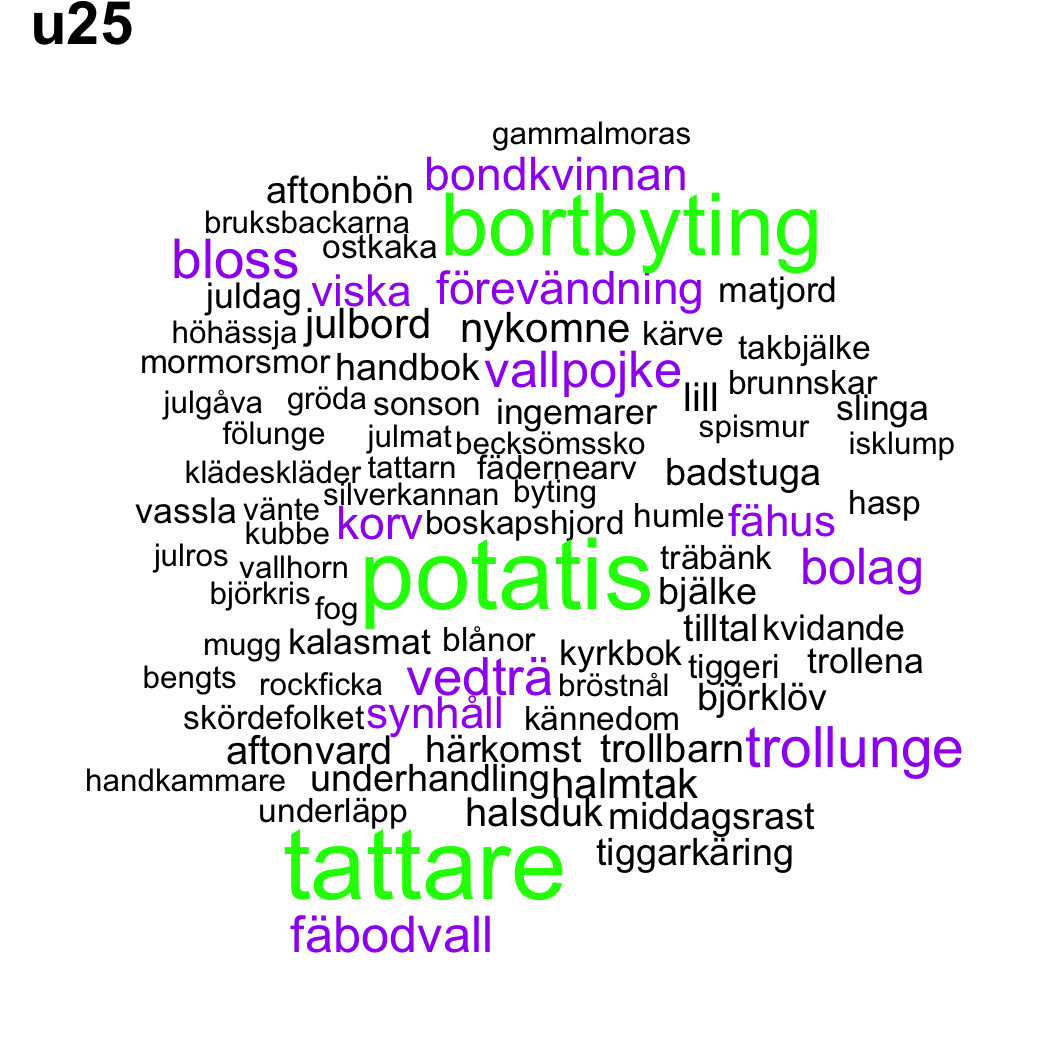 u25
gammalmoras
aftonbön bondkvinnan
bruksbackarna bortbyting
bloss ostkaka
juldag viska förevändning matjord
höhässja julbord nykomne kärve takbjälke
mormorsmor handbok vallpojke brunnskar
julgåva gröda sonson ingemarer lill slinga
fölunge julmat becksömssko spismur isklump
klädeskläder tattarn fädernearv badstuga
silverkannan byting
vassla vänte korv boskapshjord humle fähus hasp
kubbe
julros vallhorn potatis träbänk bolag
björkris fog bjälke
mugg kalasmat blånor kyrkbok tilltal kvidande
bengts rockficka vedträ bröstnål tiggeri trollena
skördefolket synhåll kännedom björklöv
aftonvard härkomst trollbarn trollunge
handkammare underhandling halmtak
underläpp halsduk middagsrast
tattare tiggarkäring
fäbodvall